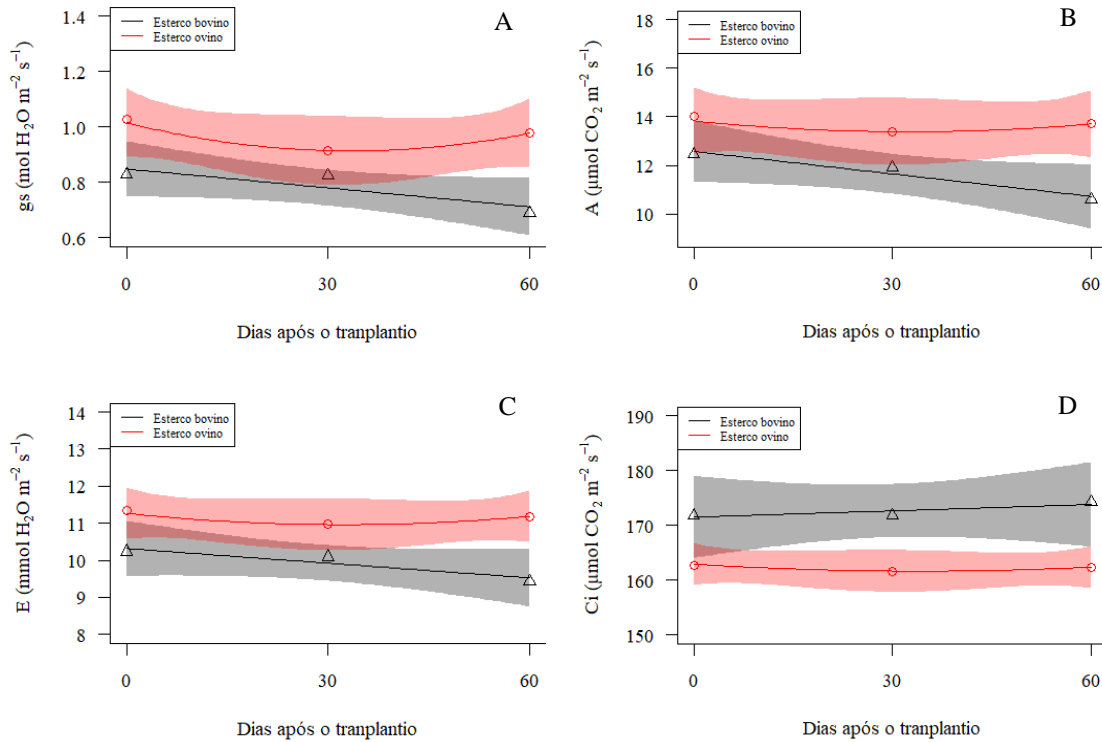 A
Esterco bovino
Esterco ovino
gs (mol H₂O m⁻² s⁻¹)
1.4
1.2
1.0
0.8
0.6
0 30 60
Dias após o tranplantio
B
Esterco bovino
Esterco ovino
A (µmol CO₂ m⁻² s⁻¹)
18
16
14
12
10
0 30 60
Dias após o tranplantio
C
Esterco bovino
Esterco ovino
E (mmol H₂O m⁻² s⁻¹)
14
13
12
11
10
9
8
0 30 60
Dias após o tranplantio
D
Esterco bovino
Esterco ovino
Ci (µmol CO₂ m⁻² s⁻¹)
190
180
170
160
150
0 30 60
Dias após o tranplantio